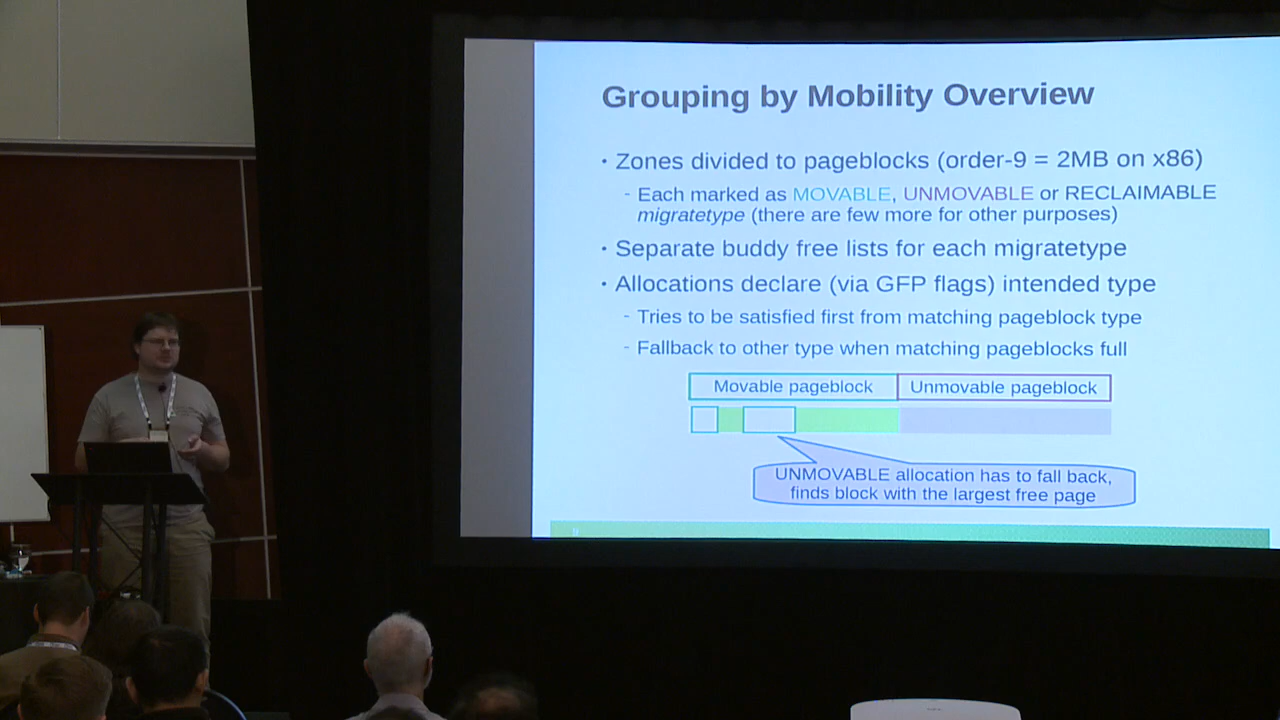 Grouping by Mobility Overview
• Zones divided to pageblocks (order-9 = 2MB on x86)
- Each marked as MOVABLE, UNMOVABLE or RECLAIMABLE
migratetype (there are few more for other purposes)
• Separate buddy free lists for each migratetype
• Allocations declare (via GFP flags) intended type
- Tries to be satisfied first from matching pageblock type
- Fallback to other type when matching pageblocks full
Movable pageblock
Unmovable pageblock
UNMOVABLE allocation has to fall back,
finds block with the largest free page